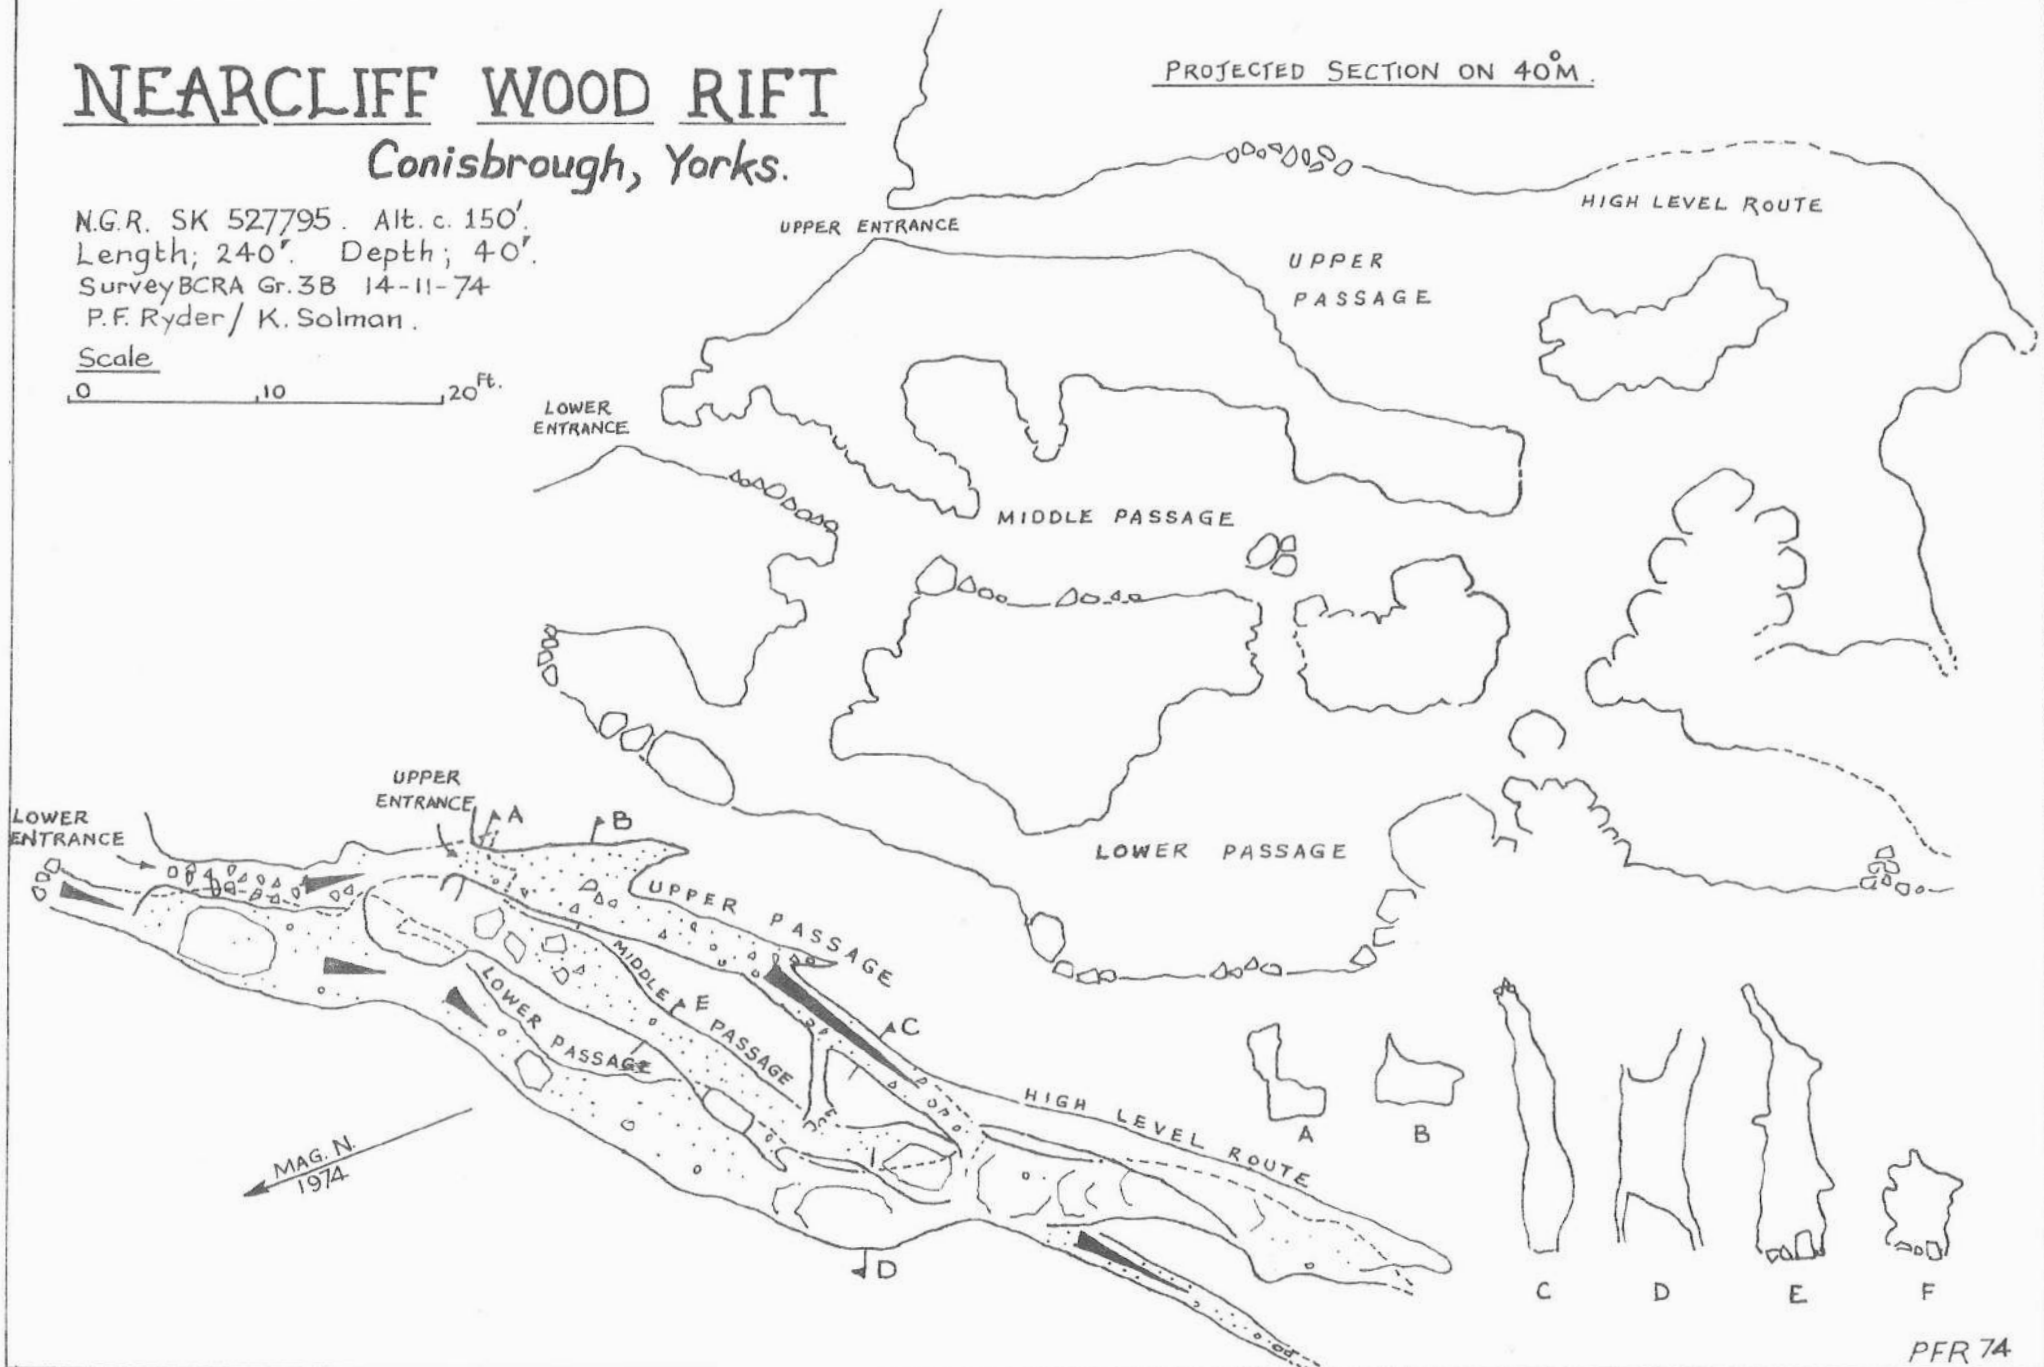 NEARCLIFF WOOD RIFT
Conisbrough, Yorks.
N.G.R. SK 527795. Alt. c. 150'.
Length; 240'. Depth; 40'.
Survey BCRA Gr.3B 14-11-74
P.F. Ryder/ K. Solman.
Scale
0 10 20 Ft.
PROJECTED SECTION ON 40°M.
UPPER ENTRANCE
HIGH LEVEL ROUTE
UPPER
PASSAGE
LOWER
ENTRANCE
MIDDLE PASSAGE
LOWER PASSAGE
UPPER
ENTRANCE
LOWER
ENTRANCE
A
B
UPPER PASSAGE
MIDDLE PASSAGE
E
LOWER PASSAGE
C
HIGH LEVEL ROUTE
D
MAG. N.
1974
A
B
C
D
E
F
PFR 74